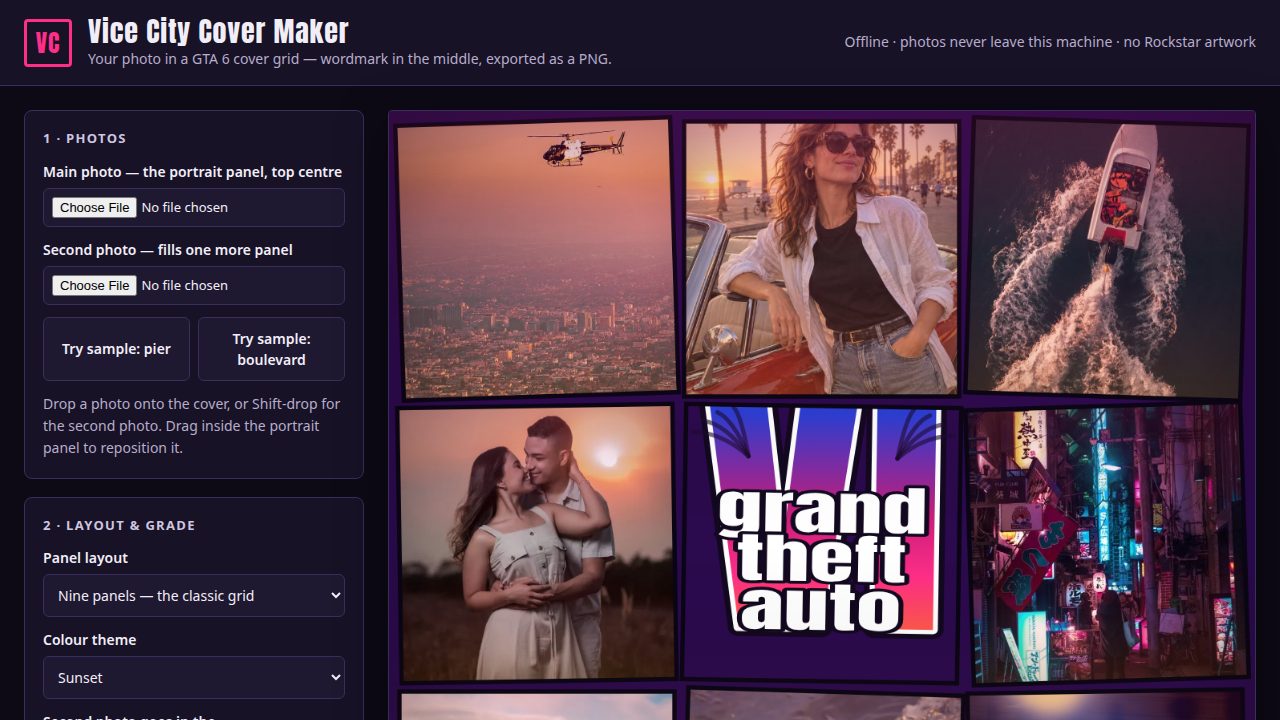 VC
Vice City Cover Maker
Your photo in a GTA 6 cover grid — wordmark in the middle, exported as a PNG.
Offline · photos never leave this machine · no Rockstar artwork
1 · PHOTOS
Main photo — the portrait panel, top centre
Choose File No file chosen
Second photo — fills one more panel
Choose File No file chosen
Try sample: pier
Try sample:
boulevard
Drop a photo onto the cover, or Shift-drop for
the second photo. Drag inside the portrait
panel to reposition it.
2 · LAYOUT & GRADE
Panel layout
Nine panels — the classic grid
Colour theme
Sunset
grand
theft
auto